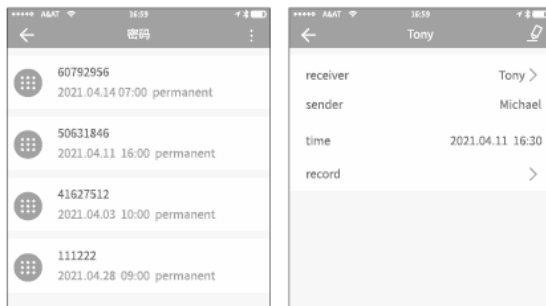 A&AT 16:59
密码
60792956
2021.04.14 07:00 permanent
50631846
2021.04.11 16:00 permanent
41627512
2021.04.03 10:00 permanent
111222
2021.04.28 09:00 permanent
A&AT 16:59
Tony
receiver Tony
sender Michael
time 2021.04.11 16:30
record